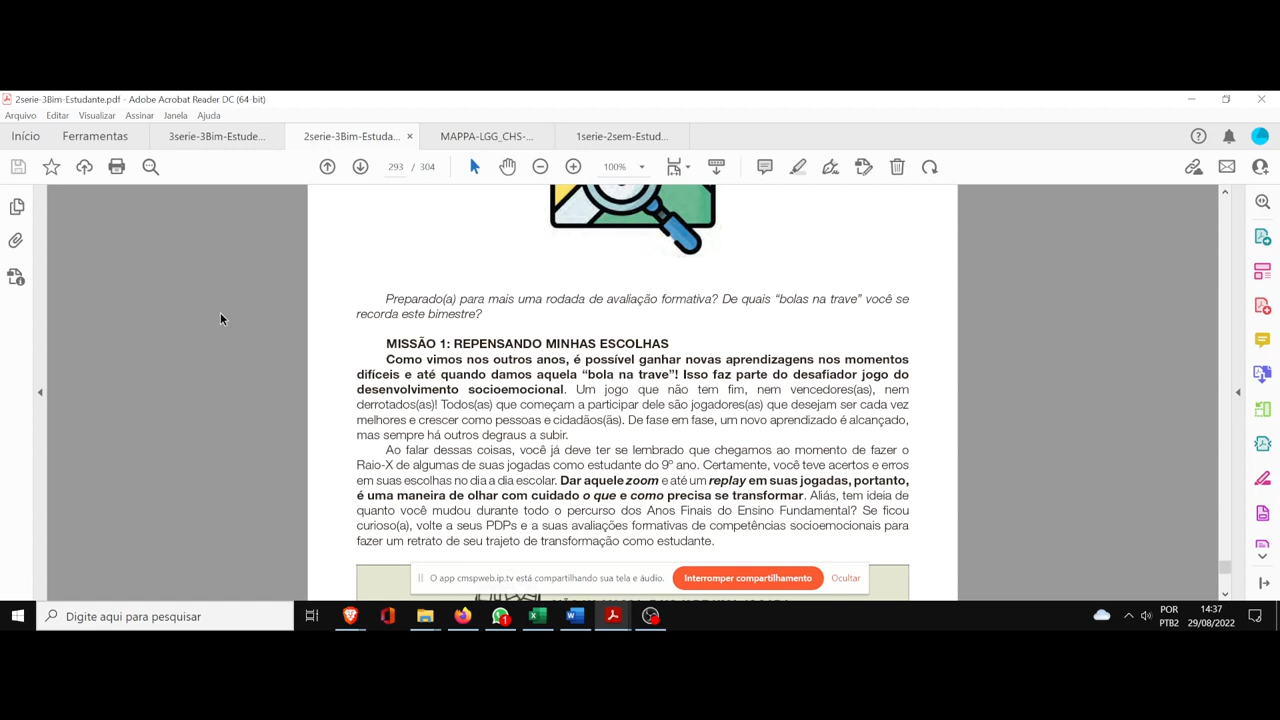 2serie-3Bim-Estudante.pdf - Adobe Acrobat Reader DC (64-bit)
Arquivo Editar Visualizar Assinar Janela Ajuda
Início Ferramentas 3serie-3Bim-Estude... 2serie-3Bim-Estuda... × MAPPA-LGG_CHS-... 1serie-2sem-Estud...
293 / 304 100%
Preparado(a) para mais uma rodada de avaliação formativa? De quais “bolas na trave” você se
recorda este bimestre?
MISSÃO 1: REPENSANDO MINHAS ESCOLHAS
Como vimos nos outros anos, é possível ganhar novas aprendizagens nos momentos
difíceis e até quando damos aquela “bola na trave”! Isso faz parte do desafiador jogo do
desenvolvimento socioemocional. Um jogo que não tem fim, nem vencedores(as), nem
derrotados(as)! Todos(as) que começam a participar dele são jogadores(as) que desejam ser cada vez
melhores e crescer como pessoas e cidadãos(ãs). De fase em fase, um novo aprendizado é alcançado,
mas sempre há outros degraus a subir.
Ao falar dessas coisas, você já deve ter se lembrado que chegamos ao momento de fazer o
Raio-X de algumas de suas jogadas como estudante do 9º ano. Certamente, você teve acertos e erros
em suas escolhas no dia a dia escolar. Dar aquele zoom e até um replay em suas jogadas, portanto,
é uma maneira de olhar com cuidado o que e como precisa se transformar. Aliás, tem ideia de
quanto você mudou durante todo o percurso dos Anos Finais do Ensino Fundamental? Se ficou
curioso(a), volte a seus PDPs e a suas avaliações formativas de competências socioemocionais para
fazer um retrato de seu trajeto de transformação como estudante.
O app cmspweb.ip.tv está compartilhando sua tela e áudio. Interromper compartilhamento Ocultar
Digite aqui para pesquisar
1
POR 14:37
PTB2 29/08/2022